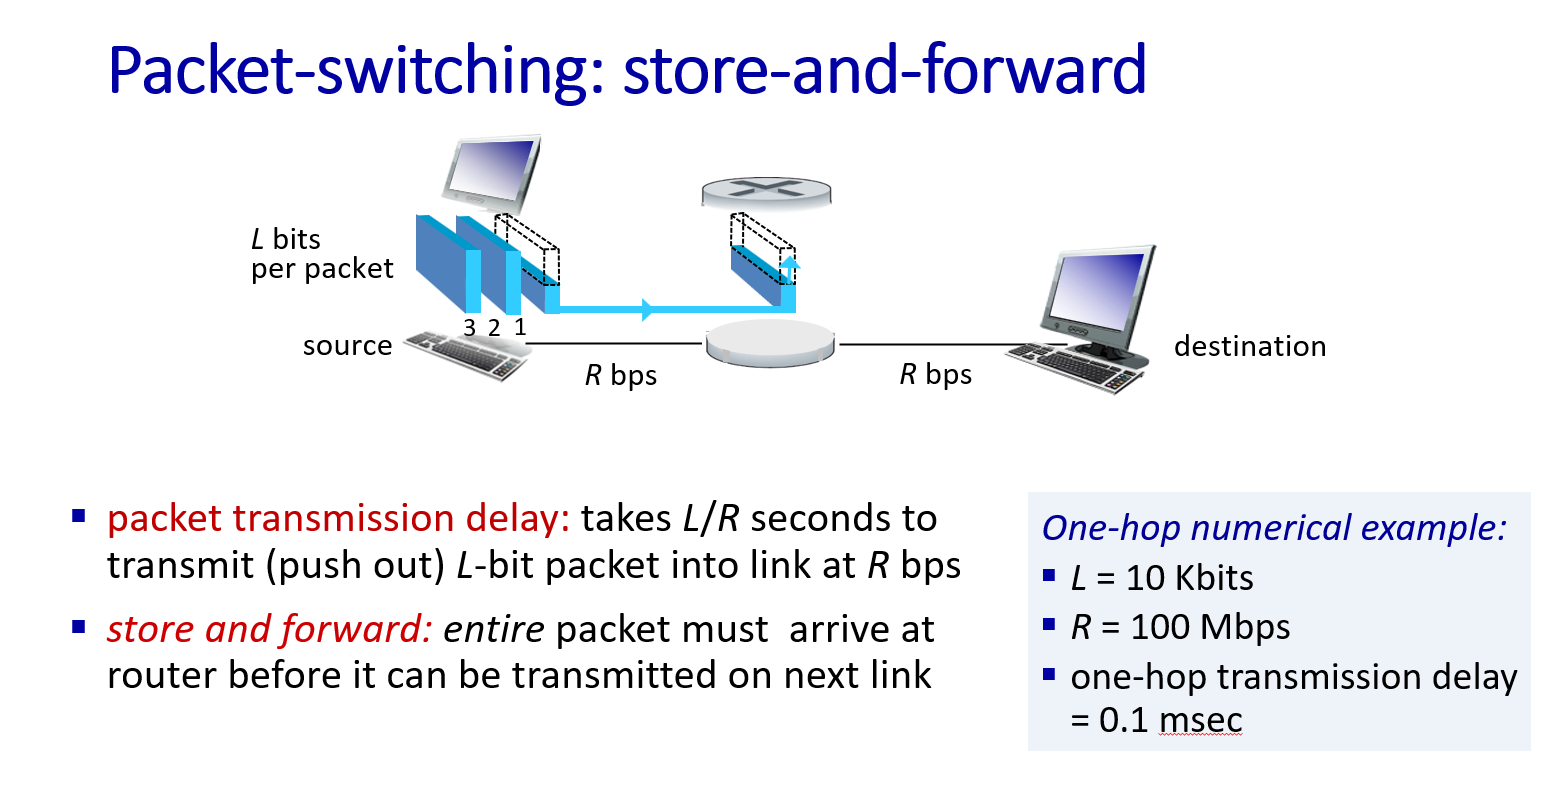 Packet-switching: store-and-forward
L bits
per packet
3 2 1
source
R bps
R bps
destination
packet transmission delay: takes L/R seconds to
transmit (push out) L-bit packet into link at R bps
store and forward: entire packet must  arrive at
router before it can be transmitted on next link
One-hop numerical example:
L = 10 Kbits
R = 100 Mbps
one-hop transmission delay
= 0.1 msec